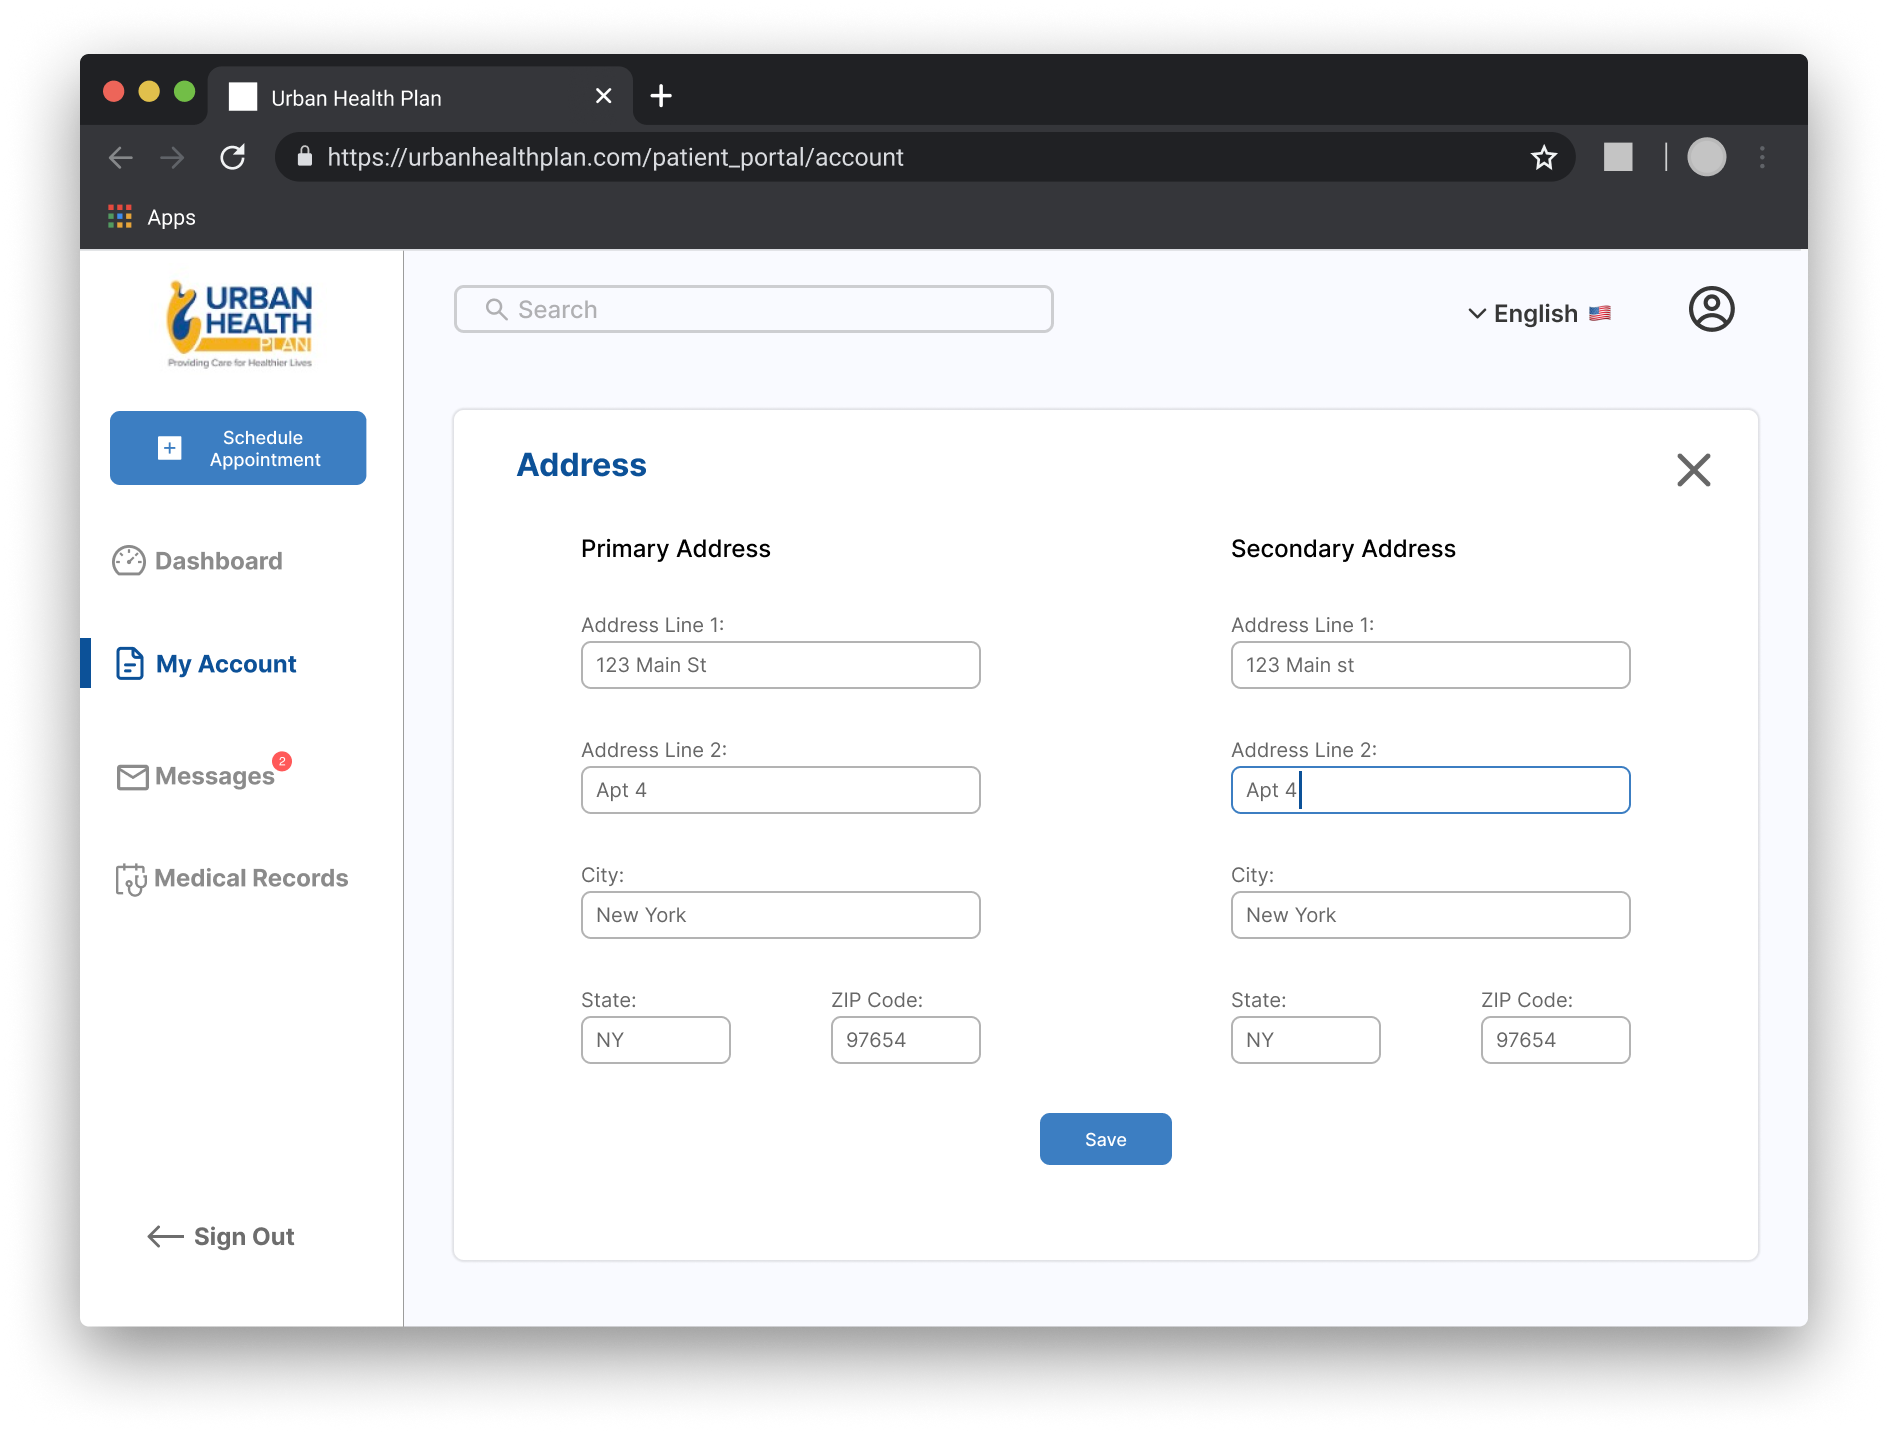 Urban Health Plan
https://urbanhealthplan.com/patient_portal/account
Apps
URBAN
HEALTH
PLAN
Providing Care for Healthier Lives
Search
English
Schedule
Appointment
Dashboard
My Account
Messages
2
Medical Records
Sign Out
Address
Primary Address
Address Line 1:
123 Main St
Address Line 2:
Apt 4
City:
New York
State:
NY
ZIP Code:
97654
Secondary Address
Address Line 1:
123 Main st
Address Line 2:
Apt 4
City:
New York
State:
NY
ZIP Code:
97654
Save